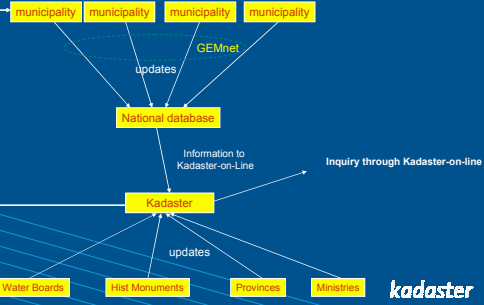 municipality municipality municipality municipality
GEMnet
updates
National database
Information to
Kadaster-on-Line
Inquiry through Kadaster-on-line
Kadaster
updates
Water Boards Hist Monuments Provinces Ministries
kadaster